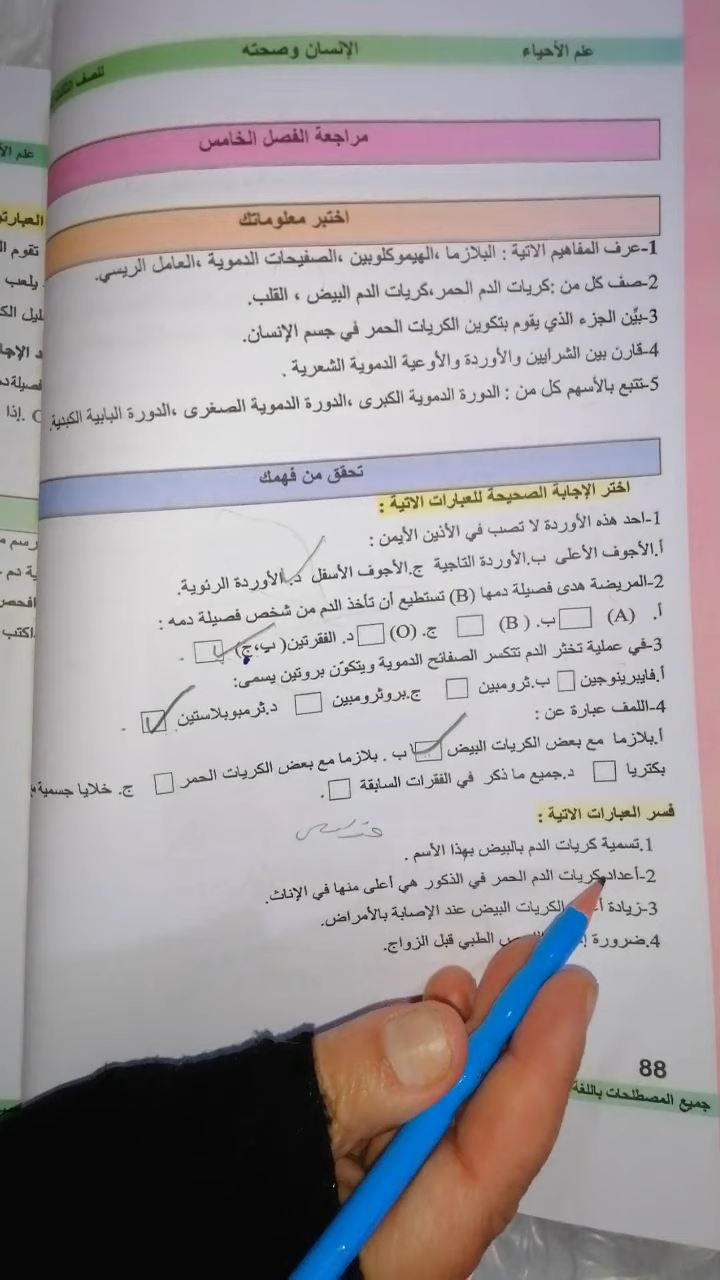 علم الأحياء الإنسان وصحته
مراجعة الفصل الخامس
اختبر معلوماتك
1-عرف المفاهيم الاتية : البلازما ،الهيموكلوبين ،الصفيحات الدموية ،العامل الريسي.
2-صف كل من :كريات الدم الحمر،كريات الدم البيض ، القلب.
3-بيِّن الجزء الذي يقوم بتكوين الكريات الحمر في جسم الإنسان.
4-قارن بين الشرايين والأوردة والأوعية الدموية الشعرية .
5-تتبع بالأسهم كل من : الدورة الدموية الكبرى ،الدورة الدموية الصغرى ،الدورة البابية الكبدية.
تحقق من فهمك
اختر الإجابة الصحيحة للعبارات الاتية :
1-احد هذه الأوردة لا تصب في الأذين الأيمن :
أ.الأجوف الأعلى ب.الأوردة التاجية ج.الأجوف الأسفل د.الأوردة الرئوية.
2-المريضة هدى فصيلة دمها (B) تستطيع أن تأخذ الدم من شخص فصيلة دمه :
أ. (A) ب. (B) ج. (O) د. الفقرتين( ب،ج) .
3-في عملية تخثر الدم تتكسر الصفائح الدموية ويتكوّن بروتين يسمى:
أ.فايبرينوجين ب.ثرومبين ج.بروثرومبين د.ثرمبوبلاستين .
4-اللمف عبارة عن :
أ.بلازما مع بعض الكريات البيض ب . بلازما مع بعض الكريات الحمر ج. خلايا جسمية
بكتريا د.جميع ما ذكر في الفقرات السابقة .
فسر العبارات الاتية :
1.تسمية كريات الدم بالبيض بهذا الأسم .
2-أعداد كريات الدم الحمر في الذكور هي أعلى منها في الإناث.
3-زيادة الكريات البيض عند الإصابة بالأمراض.
4.ضرورة الطبي قبل الزواج.
88
جميع المصطلحات باللغة